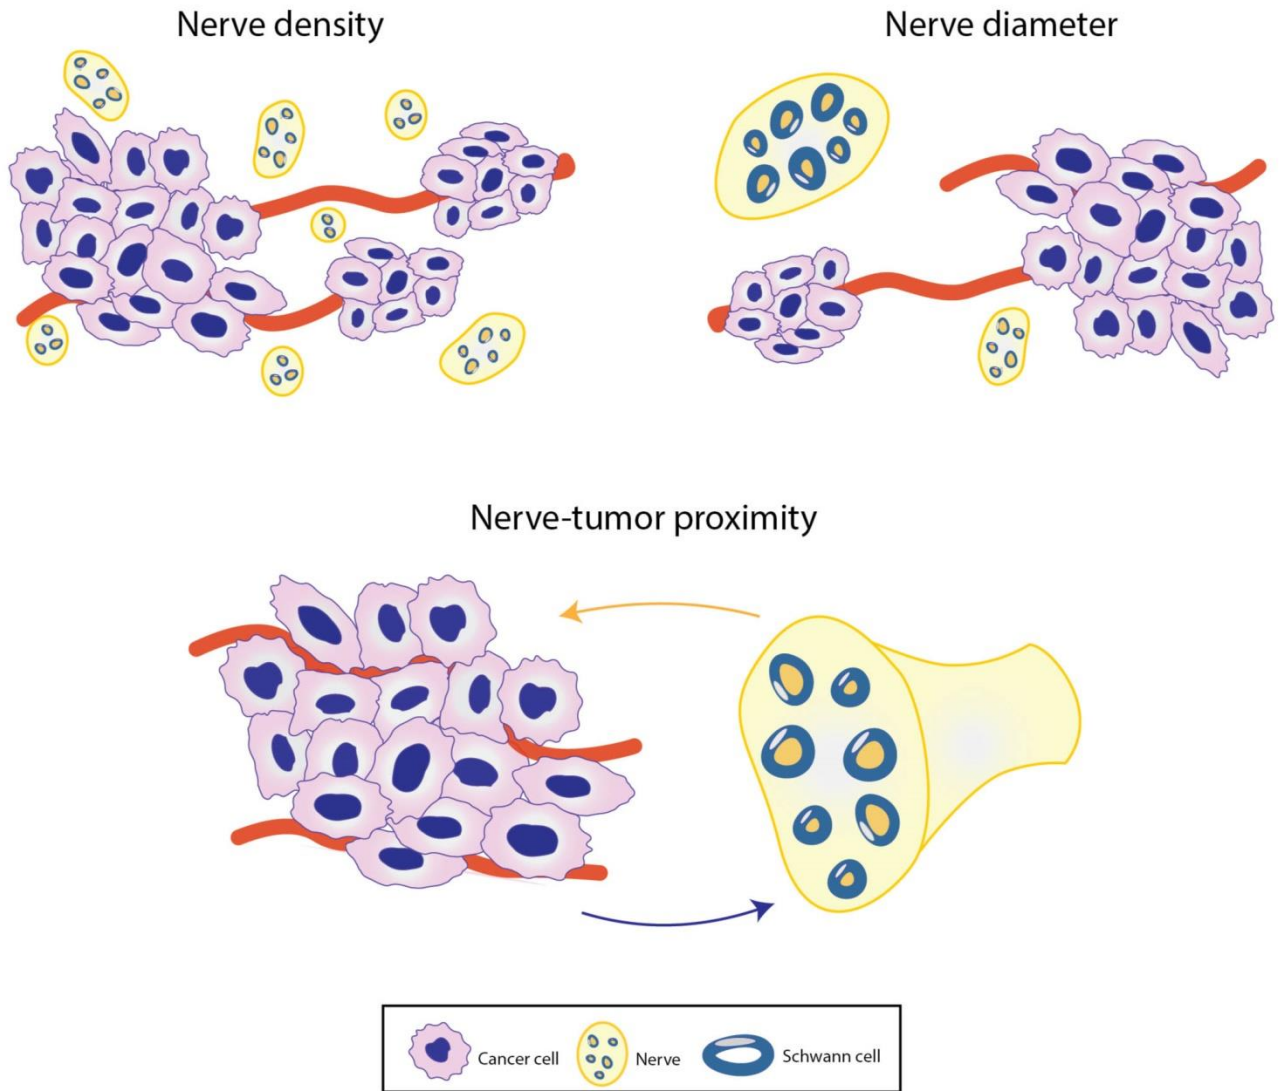 Nerve density
Nerve diameter
Nerve-tumor proximity
Cancer cell
Nerve
Schwann cell